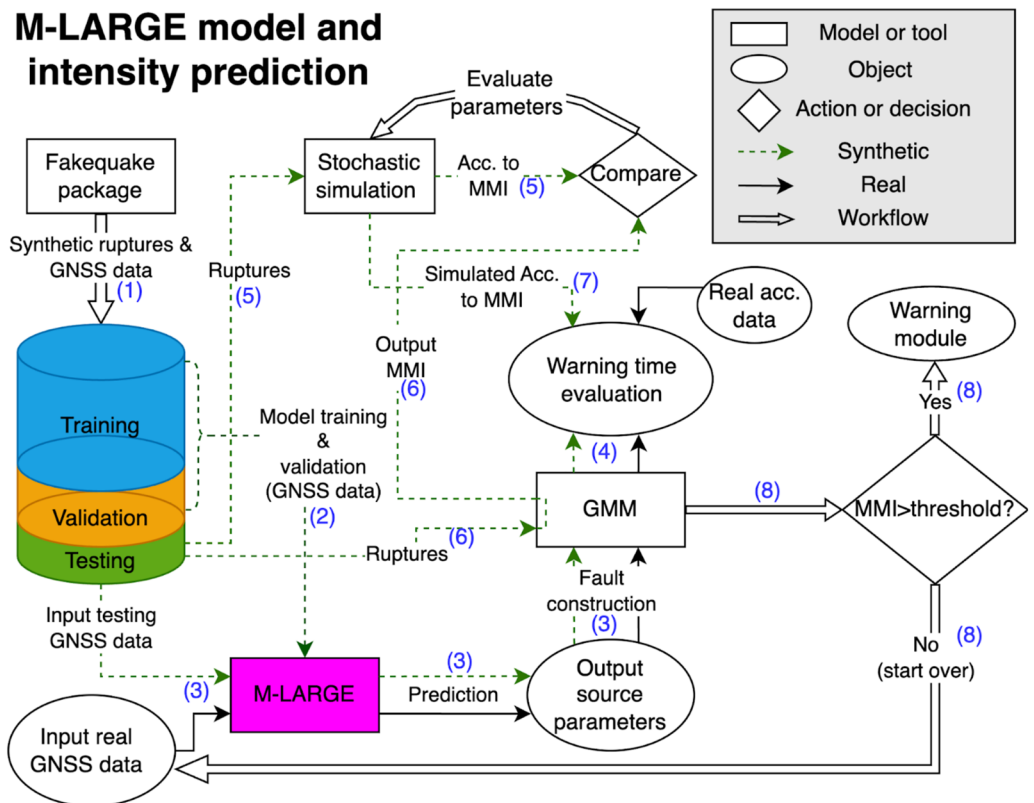 M-LARGE model and
intensity prediction
Model or tool
Object
Action or decision
Synthetic
Real
Workflow
Evaluate
parameters
Fakequake
package
Stochastic
simulation
Acc. to
MMI (5)
Compare
Synthetic ruptures &
GNSS data
(1)
Ruptures
(5)
Simulated Acc.
to MMI
(7)
Real acc.
data
Warning
module
Output
MMI
(6)
Warning time
evaluation
Yes (8)
Training
Model training
&
validation
(GNSS data)
(2)
(4)
Validation
GMM
(8)
MMI>threshold?
Testing
Ruptures
(6)
Fault
construction
(3)
Input testing
GNSS data
No
(start over)
(8)
(3)
M-LARGE
(3)
Prediction
Output
source
parameters
Input real
GNSS data